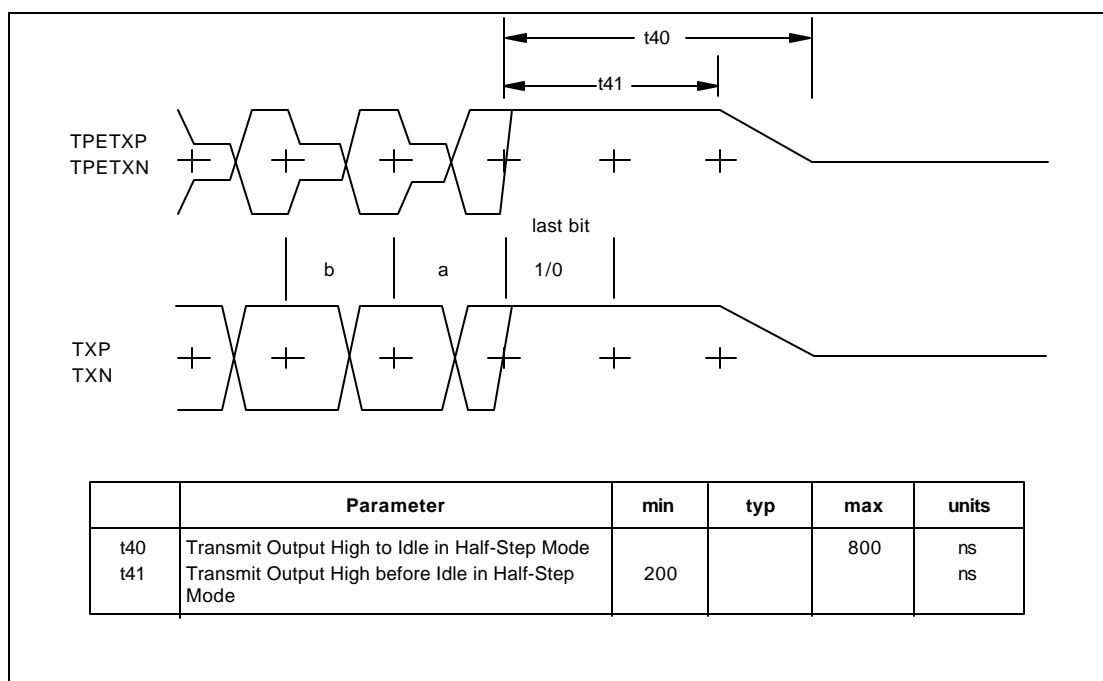 t40
t41
TPETXP
TPETXN
last bit
b a 1/0
TXP
TXN
Parameter min typ max units
t40 Transmit Output High to Idle in Half-Step Mode 800 ns
t41 Transmit Output High before Idle in Half-Step 200 ns
Mode